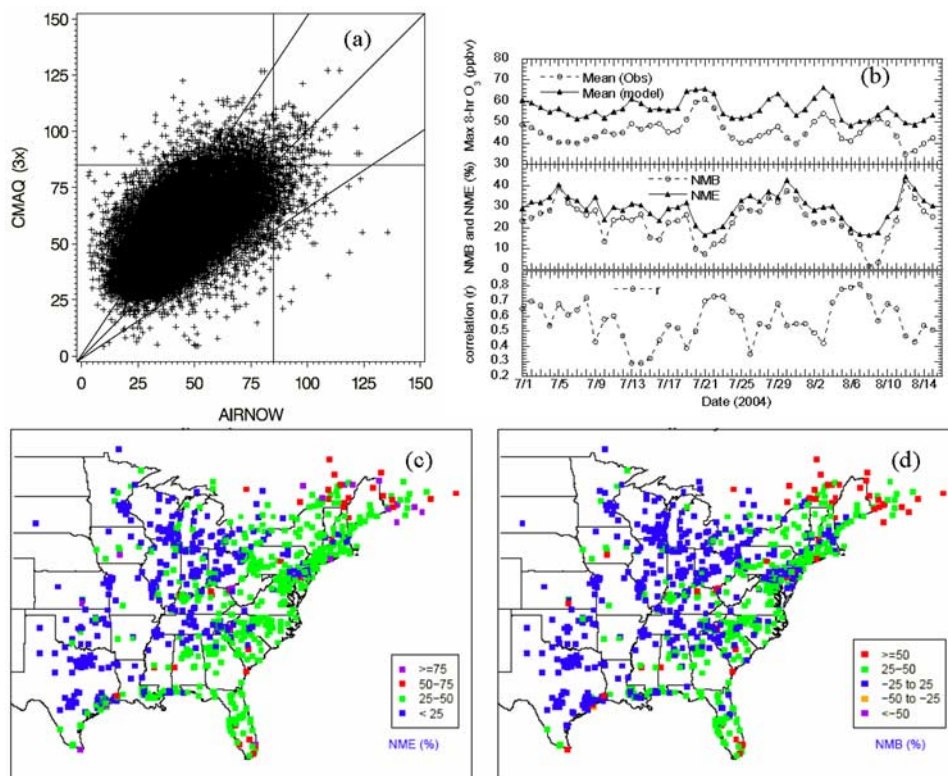 (a)
150
125
100
75
50
25
0
CMAQ (3x)
0 25 50 75 100 125 150
AIRNOW
(b)
Max 8-hr O3 (ppbv)
80
70
60
50
40
30
Mean (Obs)
Mean (model)
NMB and NME (%)
40
30
20
10
0
NMB
NME
correlation (r)
0.8
0.7
0.6
0.5
0.4
0.3
0.2
r
7/1 7/5 7/9 7/13 7/17 7/21 7/25 7/29 8/2 8/6 8/10 8/14
Date (2004)
(c)
>=75
50-75
25-50
< 25
NME (%)
(d)
>=50
25-50
-25 to 25
-50 to -25
<-50
NMB (%)